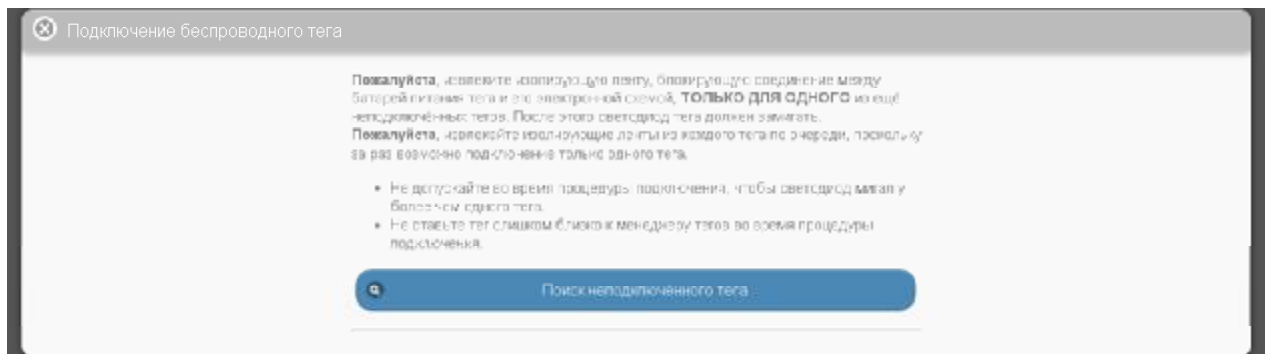 Подключение беспроводного тега
Пожалуйста, извлеките изолирующую ленту, блокирующую соединение между
батареей питания тега и его электронной схемой, ТОЛЬКО ДЛЯ ОДНОГО из ещё
неподключённых тегов. После этого светодиод тега должен замигать.
Пожалуйста, извлекайте изолирующие ленты из каждого тега по очереди, поскольку
за раз возможно подключение только одного тега.
Не допускайте во время процедуры подключения, чтобы светодиод мигал у
более чем одного тега.
Не ставьте тег слишком близко к менеджеру тегов во время процедуры
подключения.
Поиск неподключённого тега